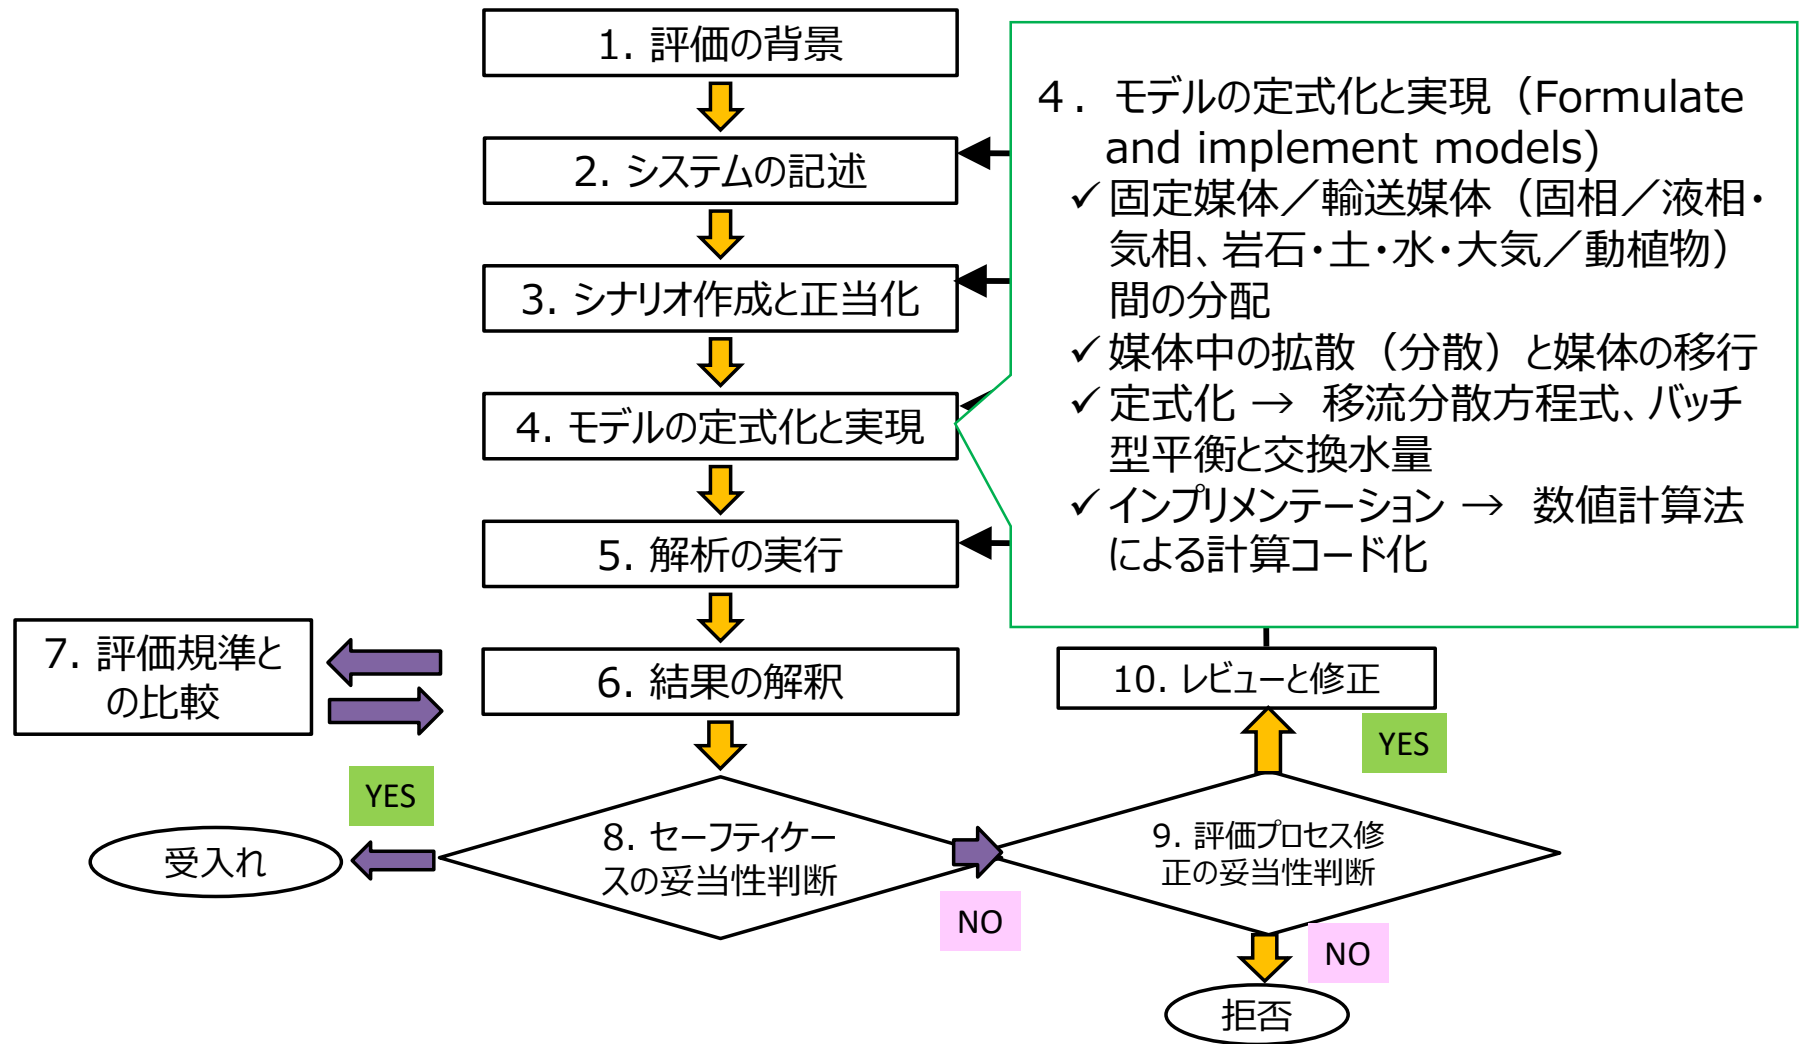 1. 評価の背景
2. システムの記述
3. シナリオ作成と正当化
4. モデルの定式化と実現
5. 解析の実行
6. 結果の解釈
7. 評価規準と
の比較
8. セーフティケー
スの妥当性判断
YES
受入れ
NO
9. 評価プロセス修
正の妥当性判断
YES
10. レビューと修正
NO
拒否
４．モデルの定式化と実現（Formulate
and implement models)
✓固定媒体／輸送媒体（固相／液相・
気相、岩石・土・水・大気／動植物）
間の分配
✓媒体中の拡散（分散）と媒体の移行
✓定式化 → 移流分散方程式、バッチ
型平衡と交換水量
✓インプリメンテーション → 数値計算法
による計算コード化